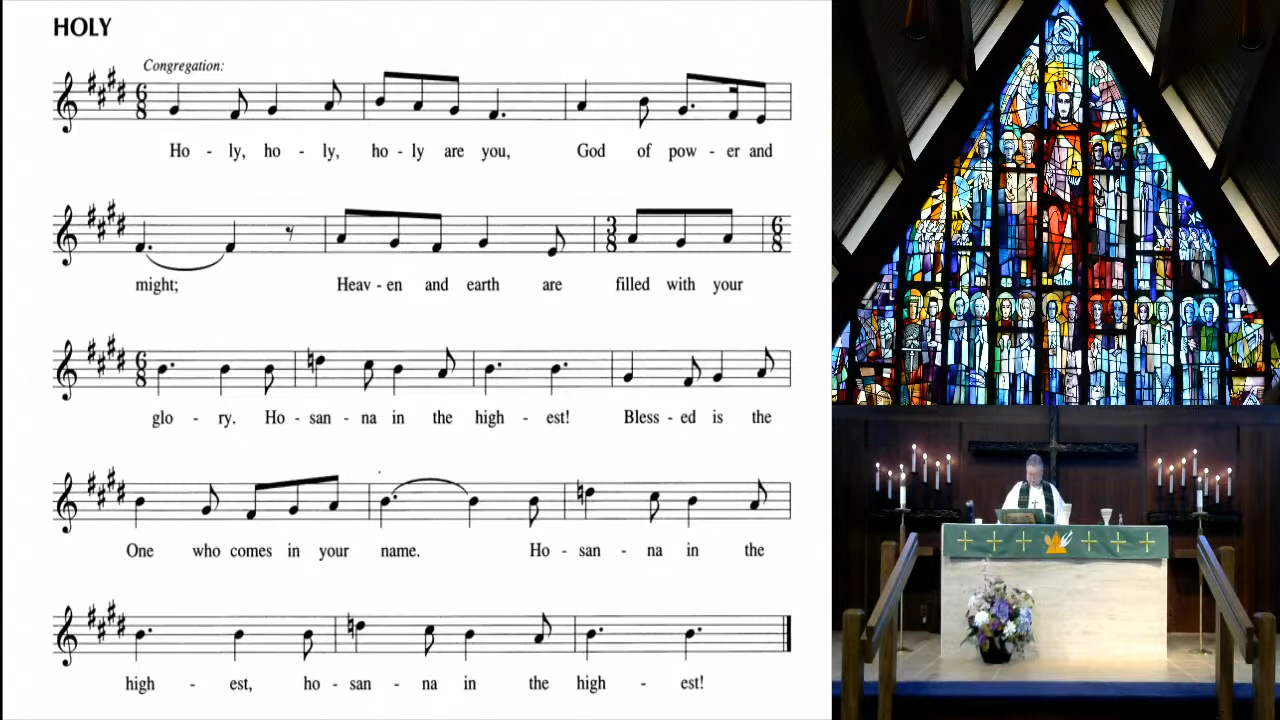 HOLY
Congregation:
Ho - ly, ho - ly, ho - ly are you, God of pow - er and
might; Heav - en and earth are filled with your
glo - ry. Ho - san - na in the high - est! Bless - ed is the
One who comes in your name. Ho - san - na in the
high - est, ho - san - na in the high - est!